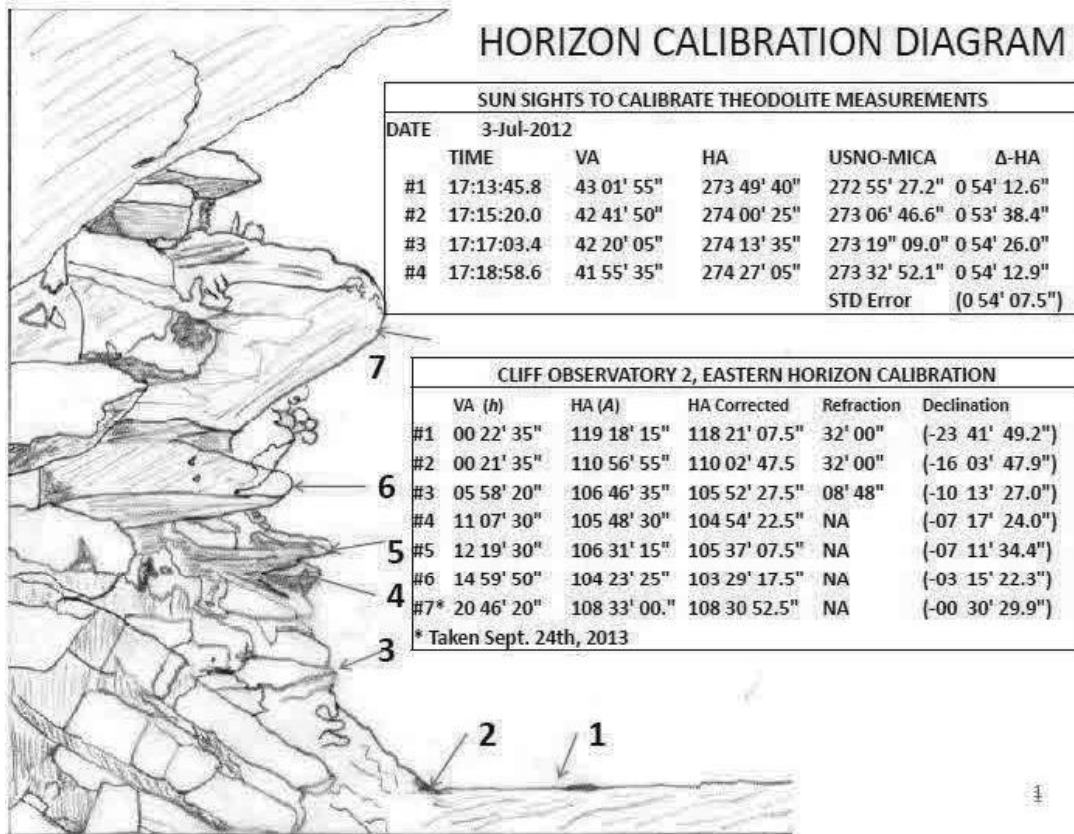 HORIZON CALIBRATION DIAGRAM
SUN SIGHTS TO CALIBRATE THEODOLITE MEASUREMENTS
DATE 3-Jul-2012
TIME VA HA USNO-MICA Δ-HA
#1 17:13:45.8 43 01' 55" 273 49' 40" 272 55' 27.2" 0 54' 12.6"
#2 17:15:20.0 42 41' 50" 274 00' 25" 273 06' 46.6" 0 53' 38.4"
#3 17:17:03.4 42 20' 05" 274 13' 35" 273 19" 09.0" 0 54' 26.0"
#4 17:18:58.6 41 55' 35" 274 27' 05" 273 32' 52.1" 0 54' 12.9"
STD Error (0 54' 07.5")
7
CLIFF OBSERVATORY 2, EASTERN HORIZON CALIBRATION
VA (h) HA (A) HA Corrected Refraction Declination
#1 00 22' 35" 119 18' 15" 118 21' 07.5" 32' 00" (-23 41' 49.2")
#2 00 21' 35" 110 56' 55" 110 02' 47.5 32' 00" (-16 03' 47.9")
#3 05 58' 20" 106 46' 35" 105 52' 27.5" 08' 48" (-10 13' 27.0")
#4 11 07' 30" 105 48' 30" 104 54' 22.5" NA (-07 17' 24.0")
#5 12 19' 30" 106 31' 15" 105 37' 07.5" NA (-07 11' 34.4")
#6 14 59' 50" 104 23' 25" 103 29' 17.5" NA (-03 15' 22.3")
#7* 20 46' 20" 108 33' 00." 108 30 52.5" NA (-00 30' 29.9")
* Taken Sept. 24th, 2013
6
5
4
3
2
1